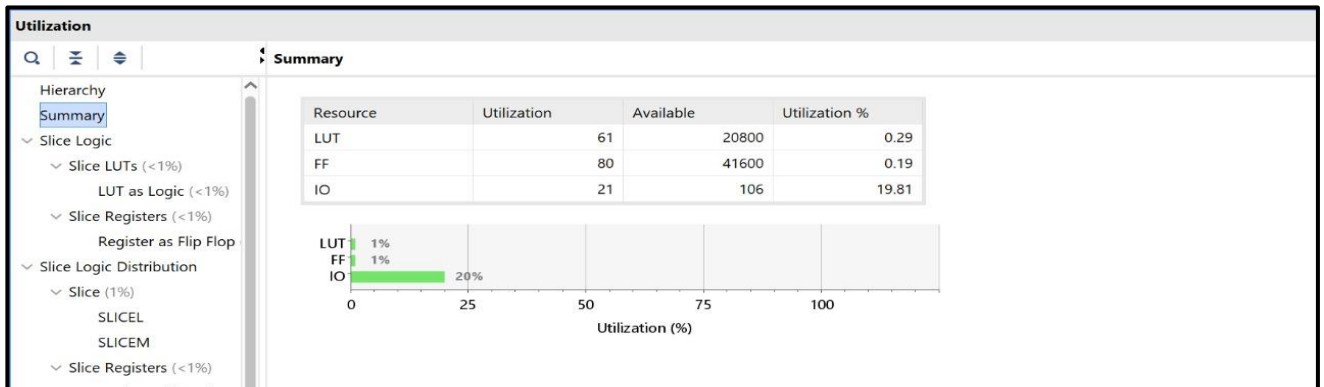 Utilization
Summary
Hierarchy
Summary
Slice Logic
Slice LUTs (<1%)
LUT as Logic (<1%)
Slice Registers (<1%)
Register as Flip Flop
Slice Logic Distribution
Slice (1%)
SLICEL
SLICEM
Slice Registers (<1%)
Resource Utilization Available Utilization %
LUT 61 20800 0.29
FF 80 41600 0.19
IO 21 106 19.81
LUT 1%
FF 1%
IO 20%
0 25 50 75 100
Utilization (%)